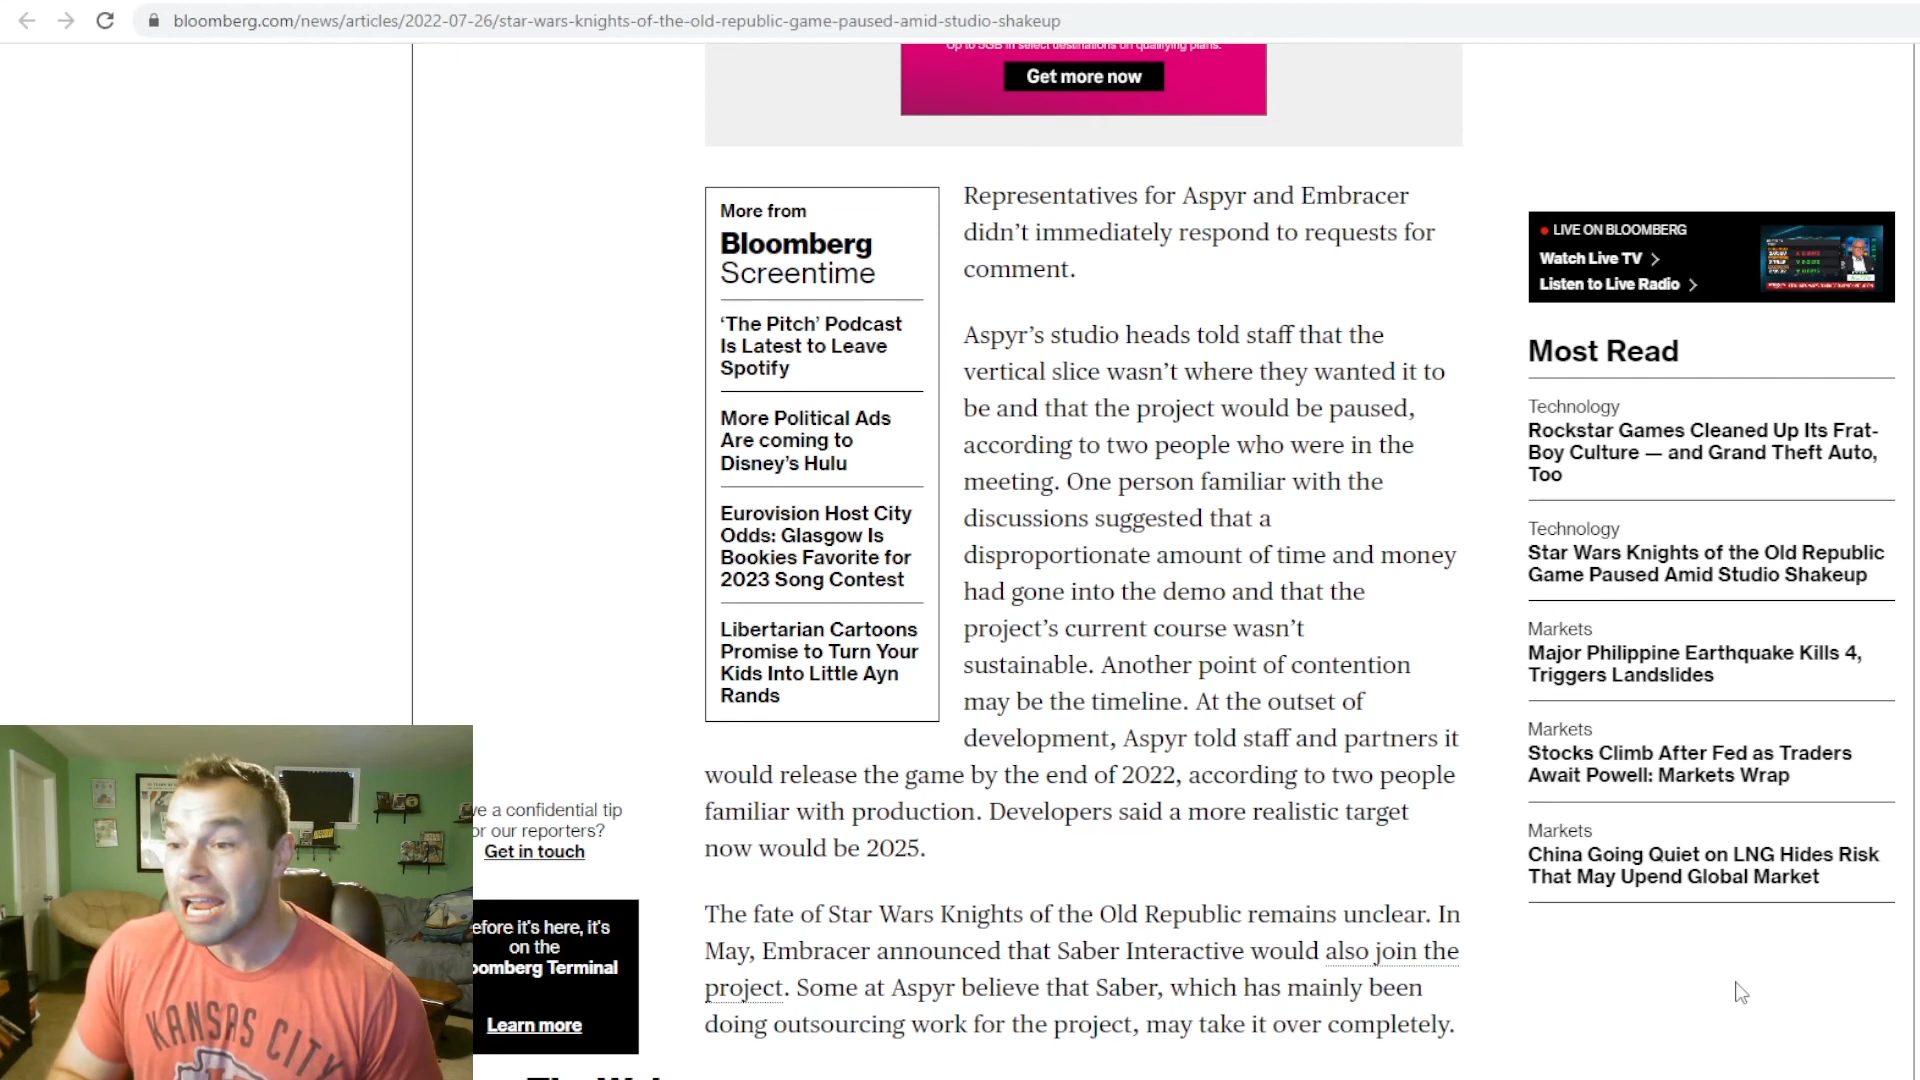 bloomberg.com/news/articles/2022-07-26/star-wars-knights-of-the-old-republic-game-paused-amid-studio-shakeup
Up to 5GB in select destinations on qualifying plans.
Get more now
More from
Bloomberg
Screentime
‘The Pitch’ Podcast
Is Latest to Leave
Spotify
More Political Ads
Are coming to
Disney’s Hulu
Eurovision Host City
Odds: Glasgow Is
Bookies Favorite for
2023 Song Contest
Libertarian Cartoons
Promise to Turn Your
Kids Into Little Ayn
Rands
Representatives for Aspyr and Embracer
didn’t immediately respond to requests for
comment.
Aspyr’s studio heads told staff that the
vertical slice wasn’t where they wanted it to
be and that the project would be paused,
according to two people who were in the
meeting. One person familiar with the
discussions suggested that a
disproportionate amount of time and money
had gone into the demo and that the
project’s current course wasn’t
sustainable. Another point of contention
may be the timeline. At the outset of
development, Aspyr told staff and partners it
would release the game by the end of 2022, according to two people
familiar with production. Developers said a more realistic target
now would be 2025.
The fate of Star Wars Knights of the Old Republic remains unclear. In
May, Embracer announced that Saber Interactive would also join the
project. Some at Aspyr believe that Saber, which has mainly been
doing outsourcing work for the project, may take it over completely.
LIVE ON BLOOMBERG
Watch Live TV
Listen to Live Radio
Most Read
Technology
Rockstar Games Cleaned Up Its Frat-
Boy Culture — and Grand Theft Auto,
Too
Technology
Star Wars Knights of the Old Republic
Game Paused Amid Studio Shakeup
Markets
Major Philippine Earthquake Kills 4,
Triggers Landslides
Markets
Stocks Climb After Fed as Traders
Await Powell: Markets Wrap
Markets
China Going Quiet on LNG Hides Risk
That May Upend Global Market
ve a confidential tip
or our reporters?
Get in touch
efore it’s here, it’s
on the
oomberg Terminal
Learn more
KANSAS CITY